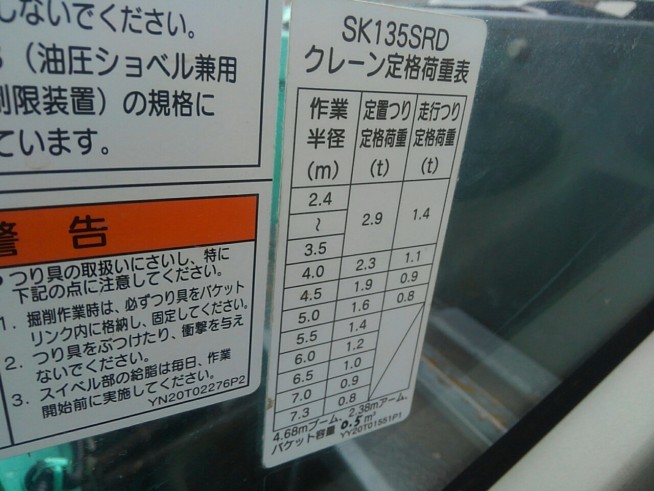 しないでください。
（油圧ショベル兼用
制限装置）の規格に
ています。
警告
つり具の取扱いにさいし、特に
下記の点に注意してください。
1. 掘削作業時は、必ずつり具をバケット
リンク内に格納し、固定してください。
2. つり具をぶつけたり、衝撃を与え
ないでください。
3. スイベル部の給脂は毎日、作業
開始前に実施してください。
YN20T02276P2
SK135SRD
クレーン定格荷重表
作業半径(m) 定置つり定格荷重(t) 走行つり定格荷重(t)
2.4
～ 2.9 1.4
3.5
4.0 2.3 1.1
4.5 1.9 0.9
5.0 1.6 0.8
5.5 1.4
6.0 1.2
6.5 1.0
7.0 0.9
7.3 0.8
4.68mブーム、2.38mアーム、
バケット容量 0.5m³
YY20T01551P1